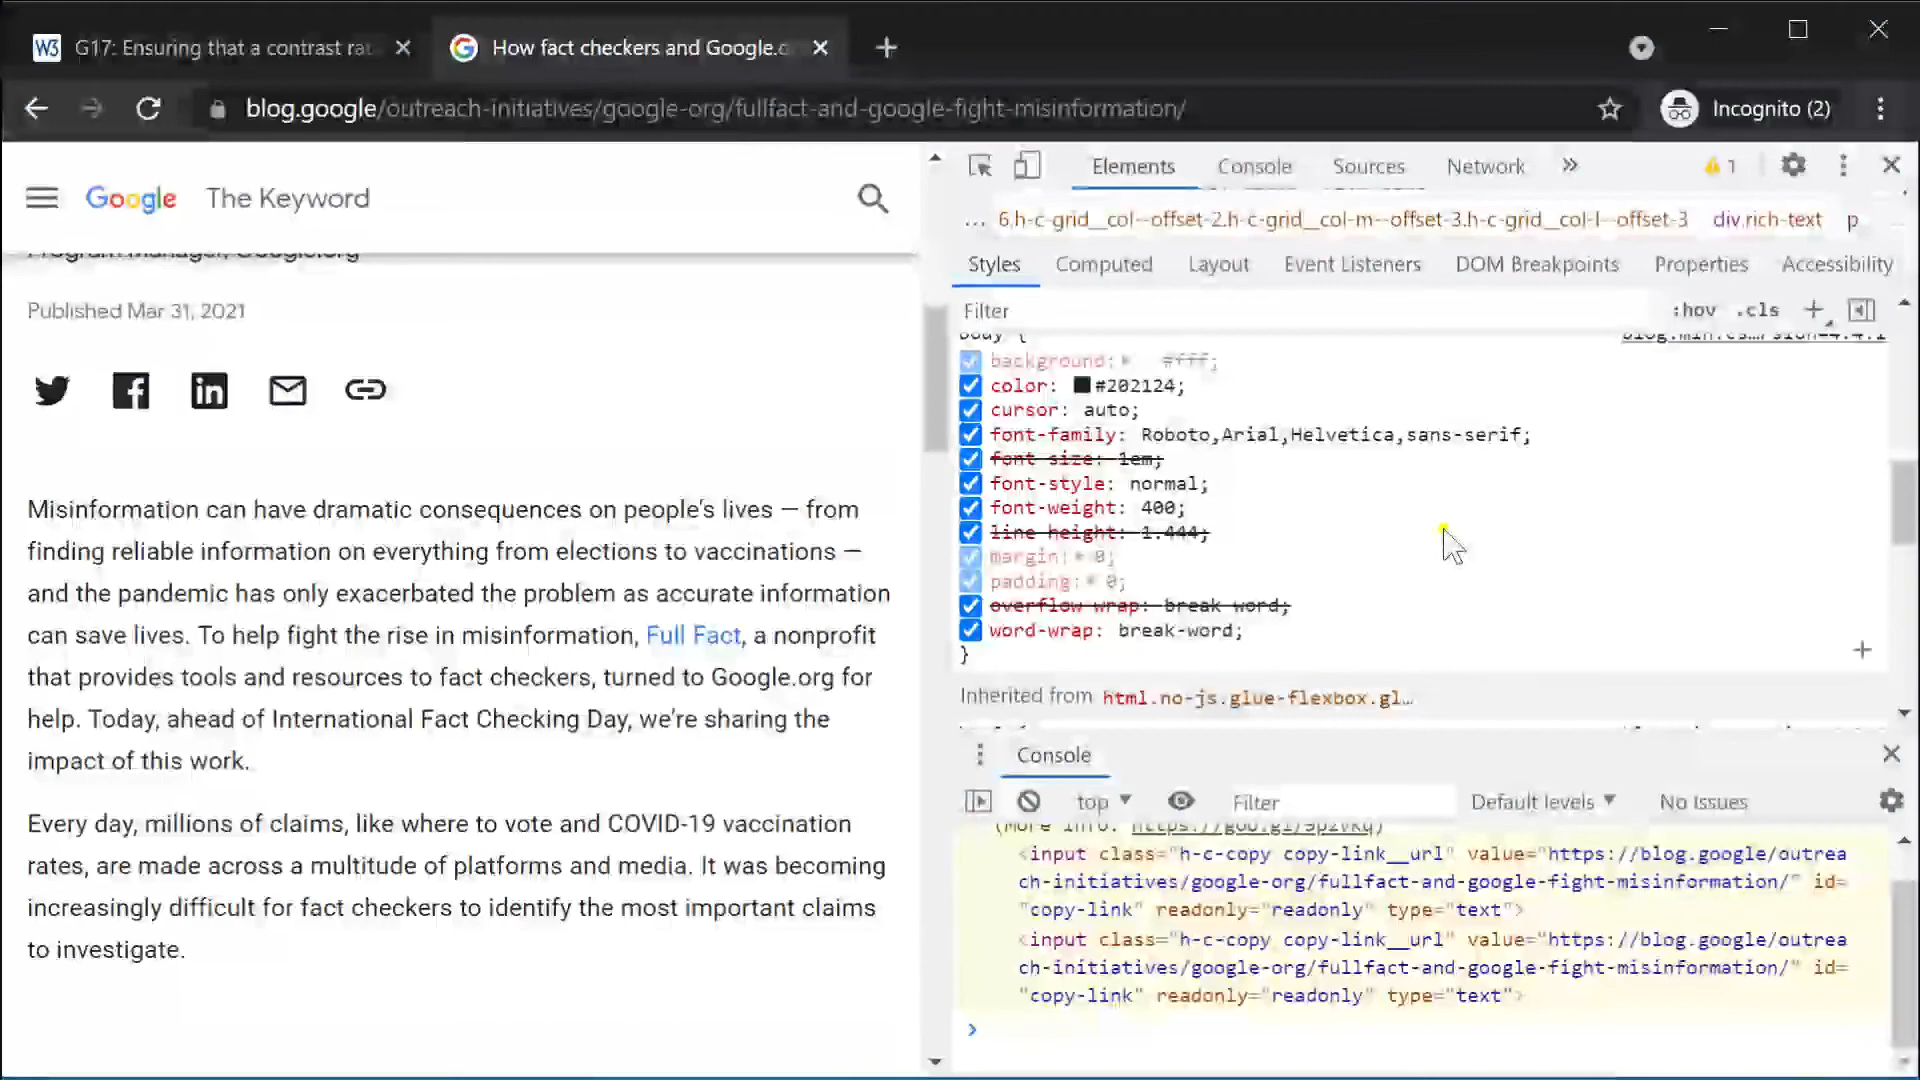 G17: Ensuring that a contrast rat
How fact checkers and Google.o
blog.google/outreach-initiatives/google-org/fullfact-and-google-fight-misinformation/
Incognito (2)
Google The Keyword
Program Manager, Google.org
Published Mar 31, 2021
Misinformation can have dramatic consequences on people's lives — from
finding reliable information on everything from elections to vaccinations —
and the pandemic has only exacerbated the problem as accurate information
can save lives. To help fight the rise in misinformation, Full Fact, a nonprofit
that provides tools and resources to fact checkers, turned to Google.org for
help. Today, ahead of International Fact Checking Day, we're sharing the
impact of this work.
Every day, millions of claims, like where to vote and COVID-19 vaccination
rates, are made across a multitude of platforms and media. It was becoming
increasingly difficult for fact checkers to identify the most important claims
to investigate.
Elements Console Sources Network » 1
... 6.h-c-grid__col--offset-2.h-c-grid__col-m--offset-3.h-c-grid__col-l--offset-3 div.rich-text p
Styles Computed Layout Event Listeners DOM Breakpoints Properties Accessibility
Filter :hov .cls +
body {
background: #fff;
color: #202124;
cursor: auto;
font-family: Roboto,Arial,Helvetica,sans-serif;
font-size: 1em;
font-style: normal;
font-weight: 400;
line-height: 1.444;
margin: 0;
padding: 0;
overflow-wrap: break-word;
word-wrap: break-word;
}
Inherited from html.no-js.glue-flexbox.gl…
Console
top Filter Default levels No Issues
(More info: https://goo.gl/9p2vKq)
<input class="h-c-copy copy-link__url" value="https://blog.google/outrea
ch-initiatives/google-org/fullfact-and-google-fight-misinformation/" id=
"copy-link" readonly="readonly" type="text">
<input class="h-c-copy copy-link__url" value="https://blog.google/outrea
ch-initiatives/google-org/fullfact-and-google-fight-misinformation/" id=
"copy-link" readonly="readonly" type="text">